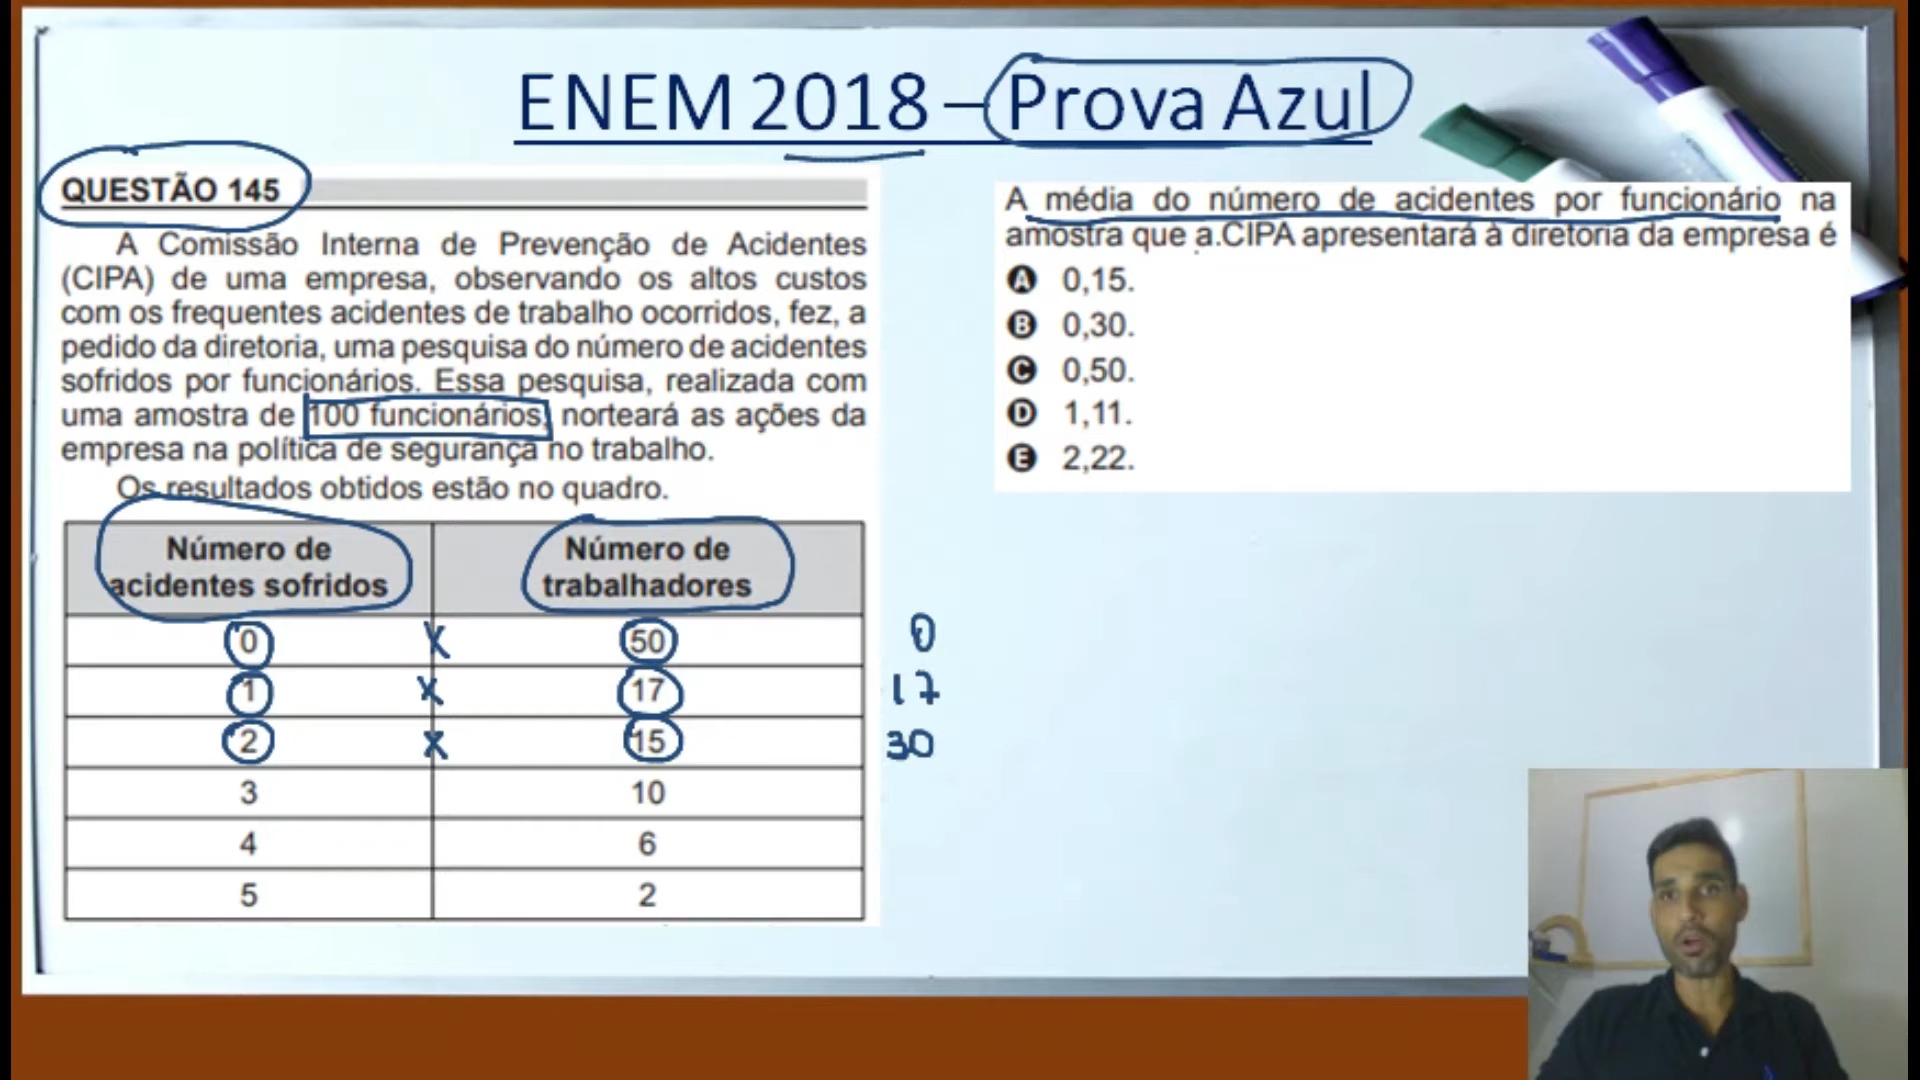 ENEM 2018 – Prova Azul
QUESTÃO 145
A Comissão Interna de Prevenção de Acidentes
(CIPA) de uma empresa, observando os altos custos
com os frequentes acidentes de trabalho ocorridos, fez, a
pedido da diretoria, uma pesquisa do número de acidentes
sofridos por funcionários. Essa pesquisa, realizada com
uma amostra de 100 funcionários, norteará as ações da
empresa na política de segurança no trabalho.
Os resultados obtidos estão no quadro.
Número de acidentes sofridos
Número de trabalhadores
0 X 50 0
1 X 17 17
2 X 15 30
3 10
4 6
5 2
A média do número de acidentes por funcionário na
amostra que a CIPA apresentará à diretoria da empresa é
A 0,15.
B 0,30.
C 0,50.
D 1,11.
E 2,22.